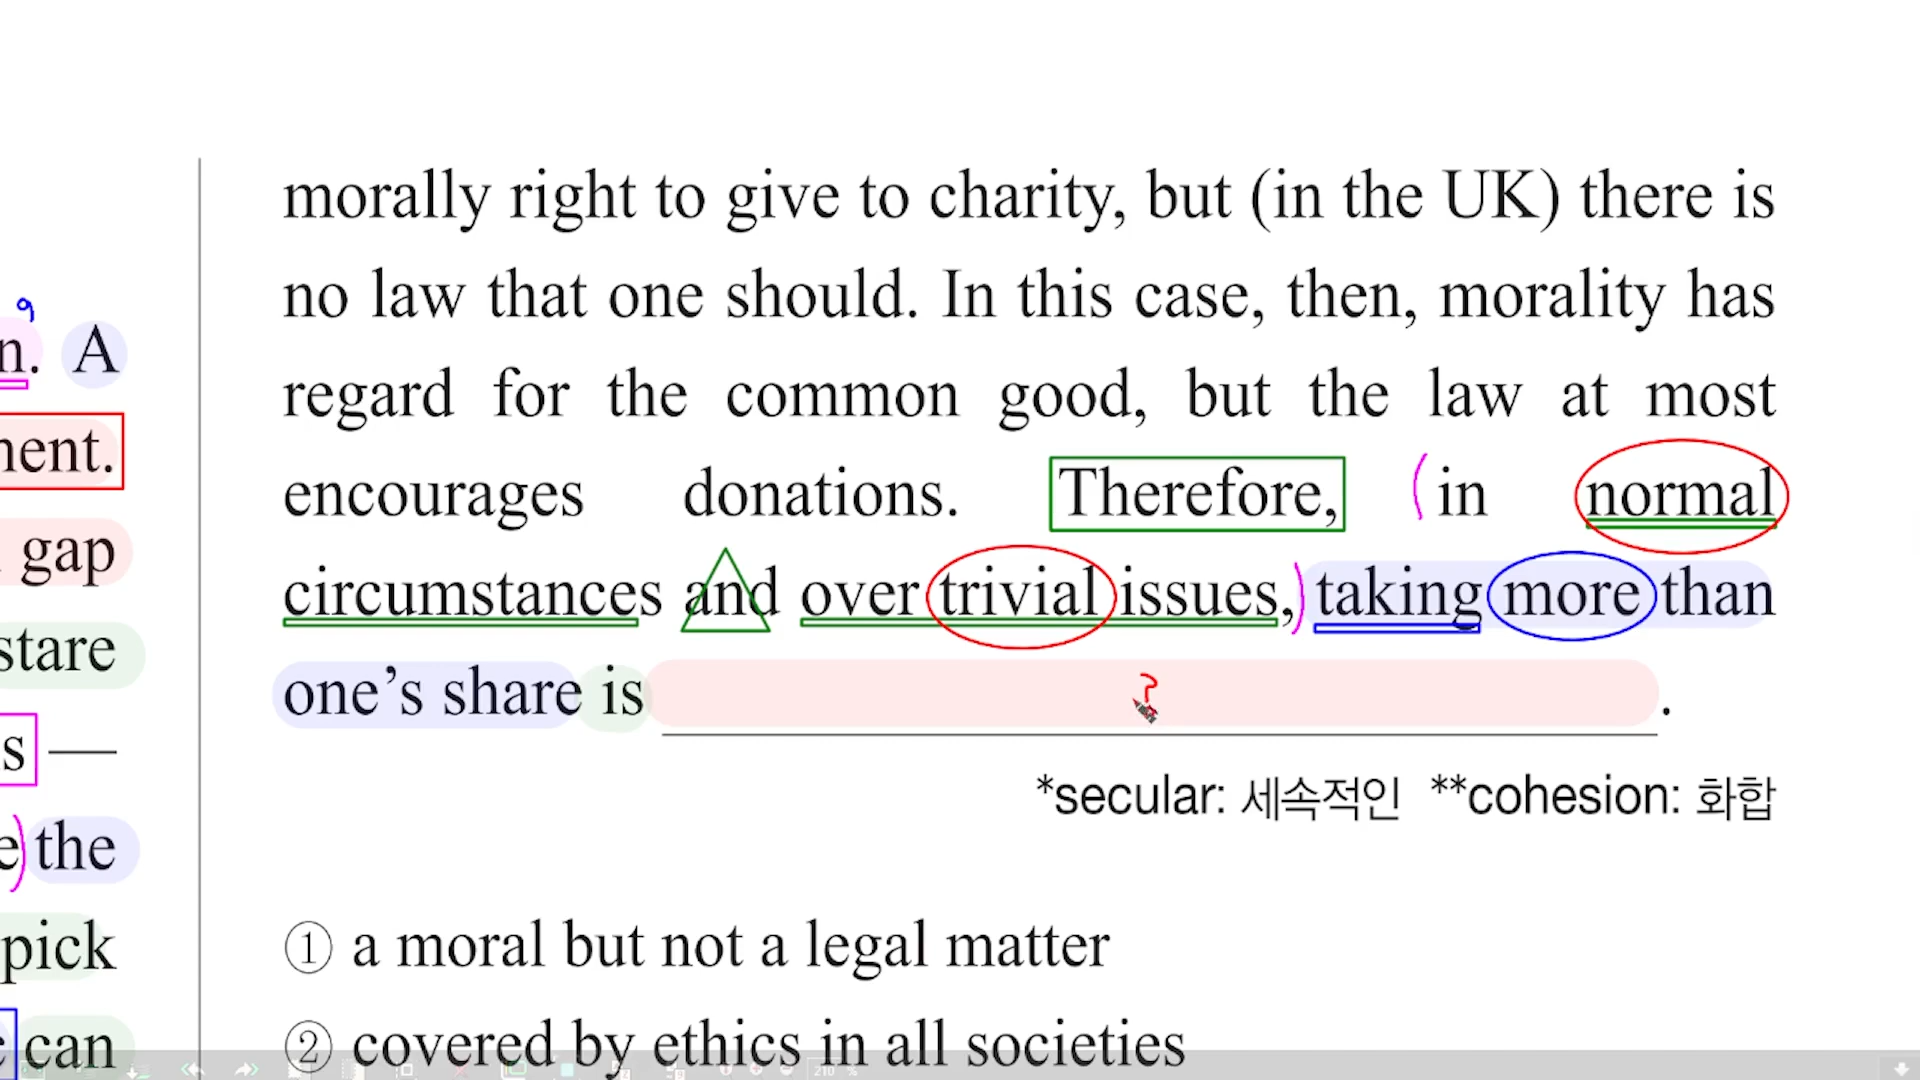 n. A
ment.
gap
stare
s —
e) the
pick
can
morally right to give to charity, but (in the UK) there is
no law that one should. In this case, then, morality has
regard for the common good, but the law at most
encourages donations. Therefore, (in normal
circumstances and over trivial issues,) taking more than
one’s share is ? .
*secular: 세속적인 **cohesion: 화합
① a moral but not a legal matter
② covered by ethics in all societies
210 %